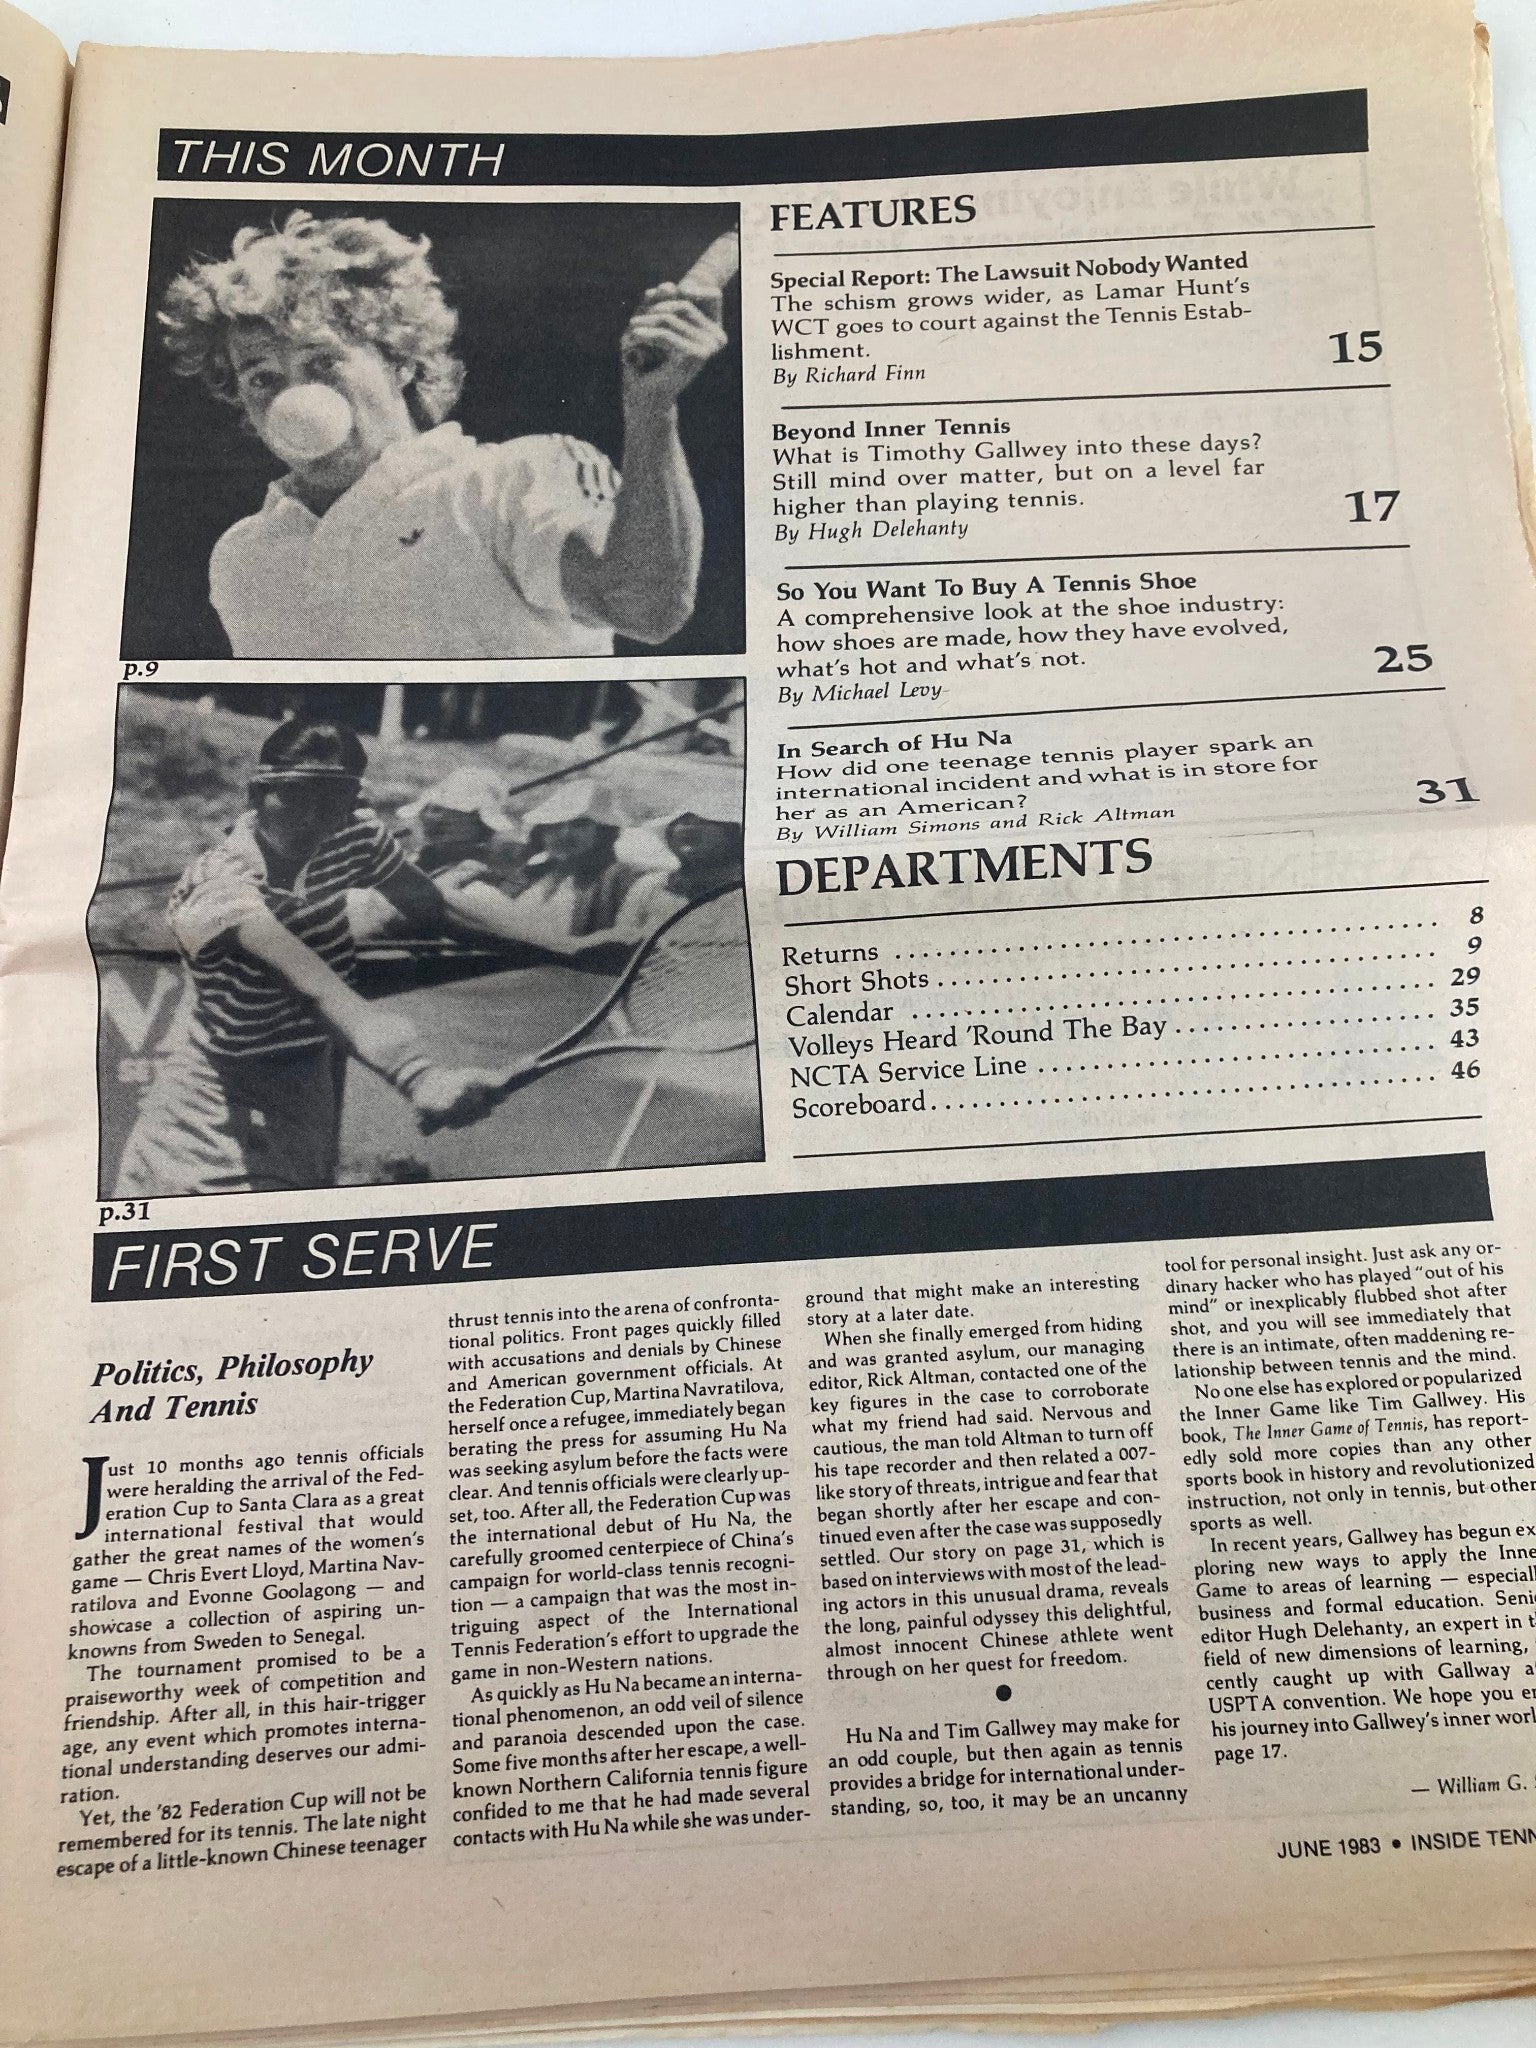 THIS MONTH
p.9
p.31
FEATURES
Special Report: The Lawsuit Nobody Wanted
The schism grows wider, as Lamar Hunt's
WCT goes to court against the Tennis Estab-
lishment.
By Richard Finn
15
Beyond Inner Tennis
What is Timothy Gallwey into these days?
Still mind over matter, but on a level far
higher than playing tennis.
By Hugh Delehanty
17
So You Want To Buy A Tennis Shoe
A comprehensive look at the shoe industry:
how shoes are made, how they have evolved,
what's hot and what's not.
By Michael Levy
25
In Search of Hu Na
How did one teenage tennis player spark an
international incident and what is in store for
her as an American?
By William Simons and Rick Altman
31
DEPARTMENTS
Returns 8
Short Shots 9
Calendar 29
Volleys Heard 'Round The Bay 35
NCTA Service Line 43
Scoreboard 46
FIRST SERVE
Politics, Philosophy
And Tennis
Just 10 months ago tennis officials
were heralding the arrival of the Fed-
eration Cup to Santa Clara as a great
international festival that would
gather the great names of the women's
game — Chris Evert Lloyd, Martina Nav-
ratilova and Evonne Goolagong — and
showcase a collection of aspiring un-
knowns from Sweden to Senegal.
The tournament promised to be a
praiseworthy week of competition and
friendship. After all, in this hair-trigger
age, any event which promotes interna-
tional understanding deserves our admi-
ration.
Yet, the '82 Federation Cup will not be
remembered for its tennis. The late night
escape of a little-known Chinese teenager
thrust tennis into the arena of confronta-
tional politics. Front pages quickly filled
with accusations and denials by Chinese
and American government officials. At
the Federation Cup, Martina Navratilova,
herself once a refugee, immediately began
berating the press for assuming Hu Na
was seeking asylum before the facts were
clear. And tennis officials were clearly up-
set, too. After all, the Federation Cup was
the international debut of Hu Na, the
carefully groomed centerpiece of China's
campaign for world-class tennis recogni-
tion — a campaign that was the most in-
triguing aspect of the International
Tennis Federation's effort to upgrade the
game in non-Western nations.
As quickly as Hu Na became an interna-
tional phenomenon, an odd veil of silence
and paranoia descended upon the case.
Some five months after her escape, a well-
known Northern California tennis figure
confided to me that he had made several
contacts with Hu Na while she was under-
ground that might make an interesting
story at a later date.
When she finally emerged from hiding
and was granted asylum, our managing
editor, Rick Altman, contacted one of the
key figures in the case to corroborate
what my friend had said. Nervous and
cautious, the man told Altman to turn off
his tape recorder and then related a 007-
like story of threats, intrigue and fear that
began shortly after her escape and con-
tinued even after the case was supposedly
settled. Our story on page 31, which is
based on interviews with most of the lead-
ing actors in this unusual drama, reveals
the long, painful odyssey this delightful,
almost innocent Chinese athlete went
through on her quest for freedom.
●
Hu Na and Tim Gallwey may make for
an odd couple, but then again as tennis
provides a bridge for international under-
standing, so, too, it may be an uncanny
tool for personal insight. Just ask any or-
dinary hacker who has played "out of his
mind" or inexplicably flubbed shot after
shot, and you will see immediately that
there is an intimate, often maddening re-
lationship between tennis and the mind.
No one else has explored or popularized
the Inner Game like Tim Gallwey. His
book, The Inner Game of Tennis, has report-
edly sold more copies than any other
sports book in history and revolutionized
instruction, not only in tennis, but other
sports as well.
In recent years, Gallwey has begun ex
ploring new ways to apply the Inne
Game to areas of learning — especiall
business and formal education. Seni
editor Hugh Delehanty, an expert in t
field of new dimensions of learning,
cently caught up with Gallway a
USPTA convention. We hope you en
his journey into Gallwey's inner worl
page 17.
— William G.
JUNE 1983 • INSIDE TENN